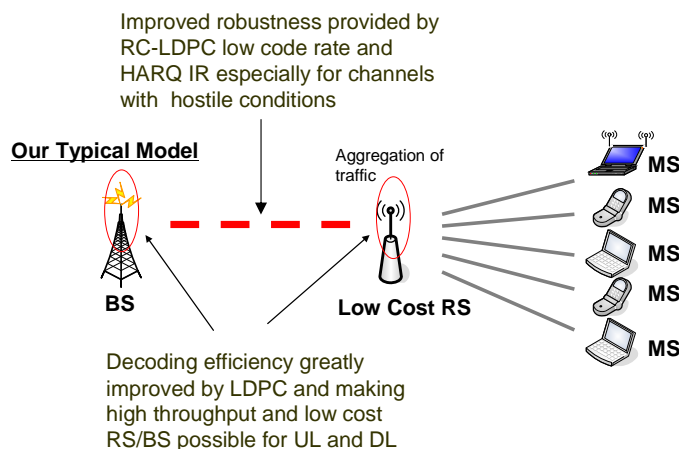 Improved robustness provided by
RC-LDPC low code rate and
HARQ IR especially for channels
with hostile conditions
Our Typical Model
Aggregation of
traffic
MS
MS
MS
MS
MS
BS
Low Cost RS
Decoding efficiency greatly
improved by LDPC and making
high throughput and low cost
RS/BS possible for UL and DL